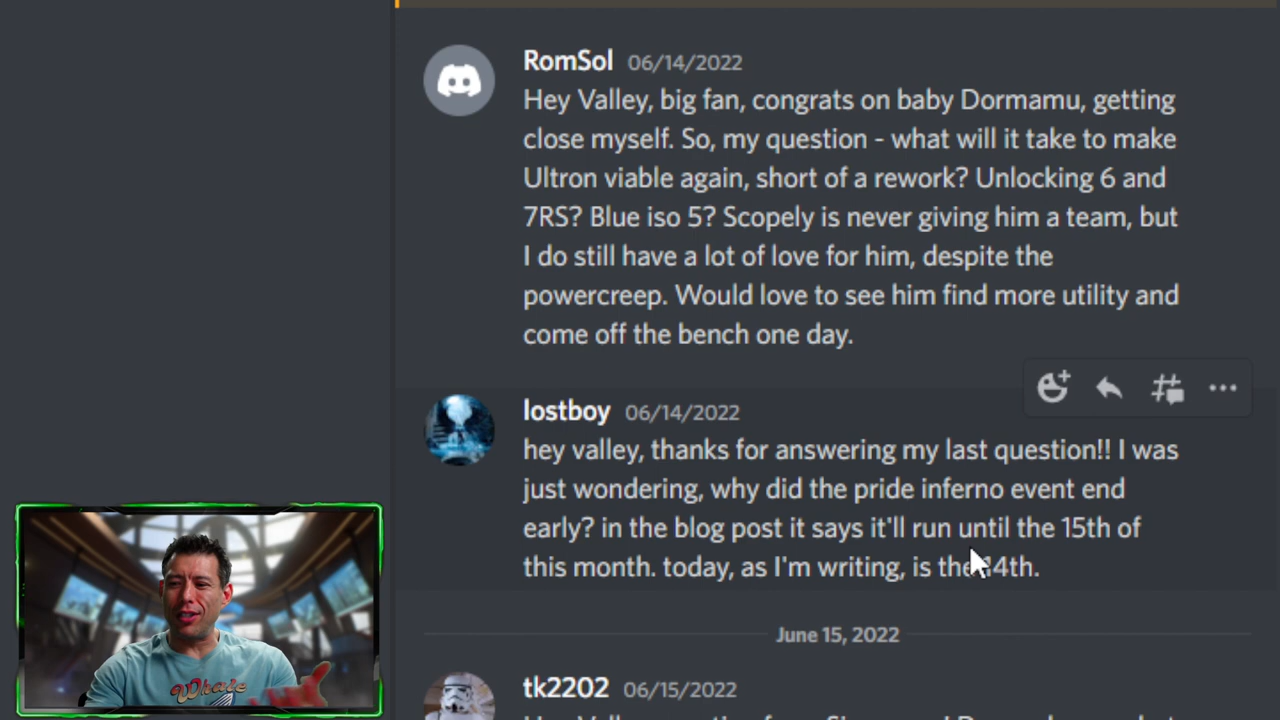 RomSol 06/14/2022
Hey Valley, big fan, congrats on baby Dormamu, getting
close myself. So, my question - what will it take to make
Ultron viable again, short of a rework? Unlocking 6 and
7RS? Blue iso 5? Scopely is never giving him a team, but
I do still have a lot of love for him, despite the
powercreep. Would love to see him find more utility and
come off the bench one day.
lostboy 06/14/2022
hey valley, thanks for answering my last question!! I was
just wondering, why did the pride inferno event end
early? in the blog post it says it'll run until the 15th of
this month. today, as I'm writing, is the 14th.
June 15, 2022
tk2202 06/15/2022
Whale